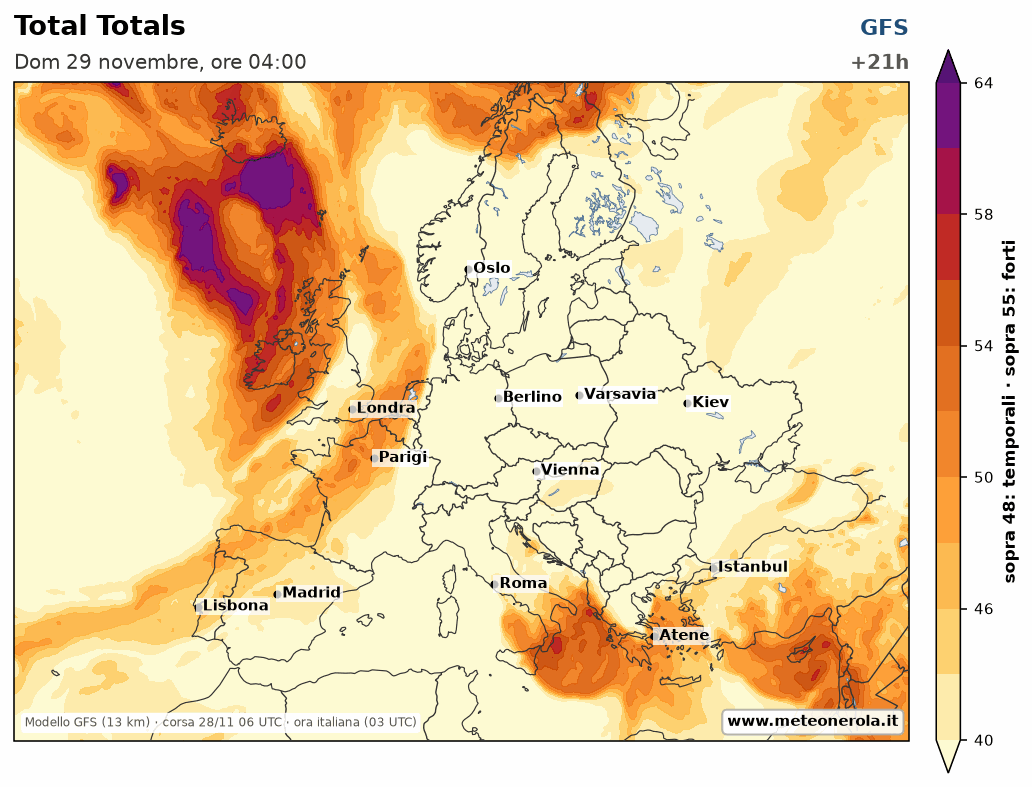 Total Totals
GFS
Dom 29 novembre, ore 04:00
+21h
Oslo
Berlino
Varsavia
Kiev
Londra
Parigi
Vienna
Istanbul
Roma
Madrid
Lisbona
Atene
Modello GFS (13 km) · corsa 28/11 06 UTC · ora italiana (03 UTC)
www.meteonerola.it
64
58
54
50
46
40
sopra 48: temporali · sopra 55: forti